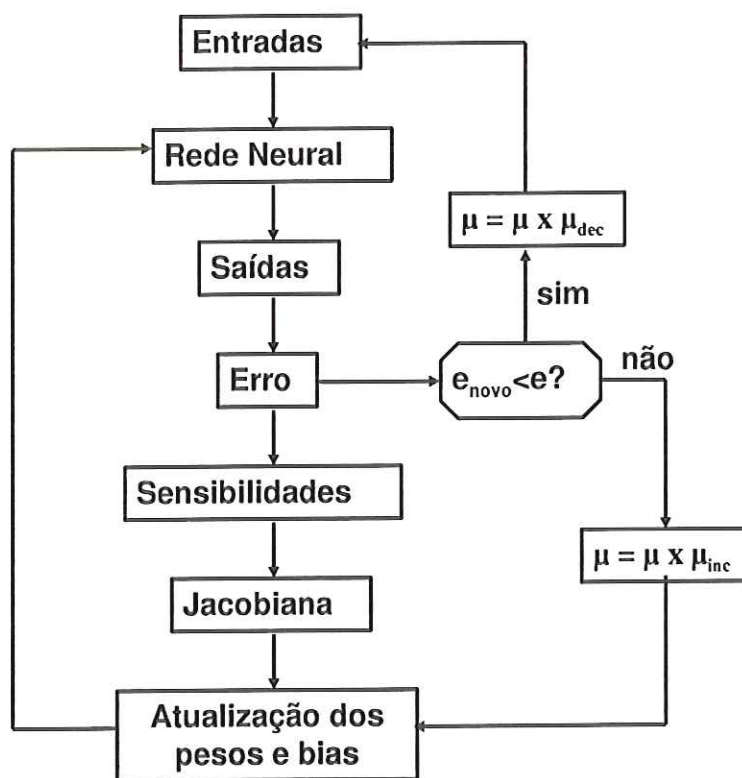 Entradas
Rede Neural
μ = μ x μdec
Saídas
sim
Erro
enovo<e?
não
Sensibilidades
μ = μ x μinc
Jacobiana
Atualização dos
pesos e bias